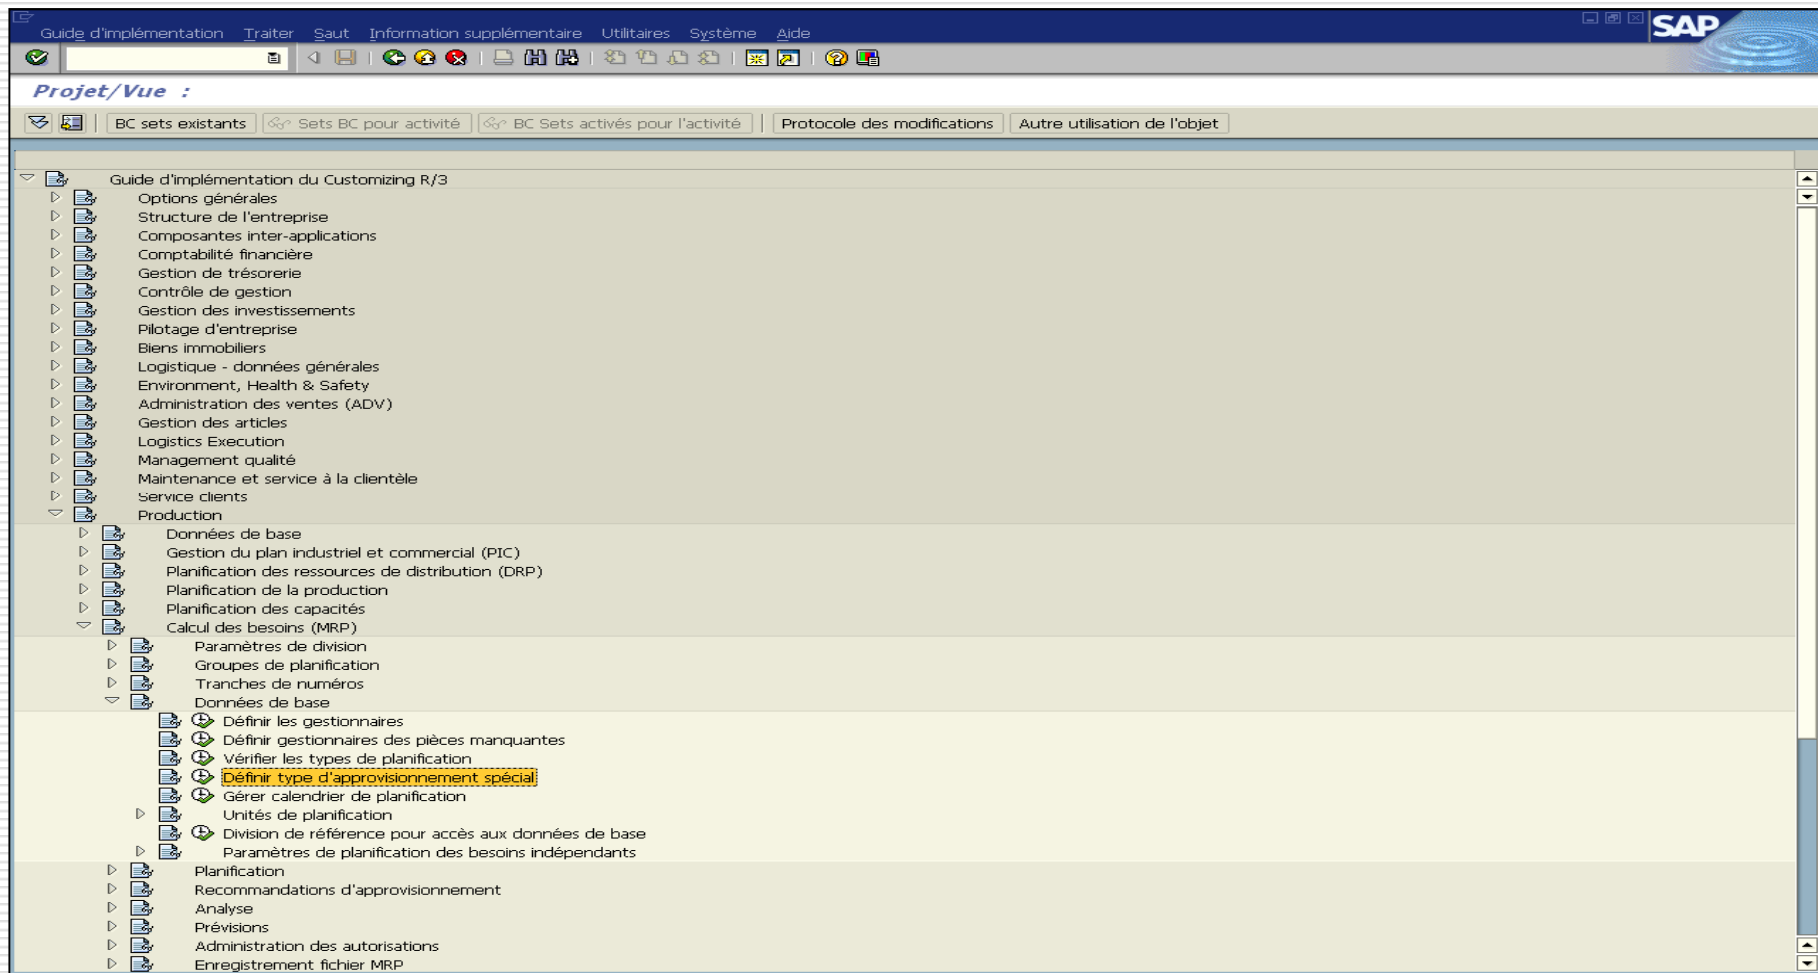 Guide d'implémentation Traiter Saut Information supplémentaire Utilitaires Système Aide
SAP
Projet/Vue :
BC sets existants Sets BC pour activité BC Sets activés pour l'activité Protocole des modifications Autre utilisation de l'objet
Guide d'implémentation du Customizing R/3
Options générales
Structure de l'entreprise
Composantes inter-applications
Comptabilité financière
Gestion de trésorerie
Contrôle de gestion
Gestion des investissements
Pilotage d'entreprise
Biens immobiliers
Logistique - données générales
Environment, Health & Safety
Administration des ventes (ADV)
Gestion des articles
Logistics Execution
Management qualité
Maintenance et service à la clientèle
Service clients
Production
Données de base
Gestion du plan industriel et commercial (PIC)
Planification des ressources de distribution (DRP)
Planification de la production
Planification des capacités
Calcul des besoins (MRP)
Paramètres de division
Groupes de planification
Tranches de numéros
Données de base
Définir les gestionnaires
Définir gestionnaires des pièces manquantes
Vérifier les types de planification
Définir type d'approvisionnement spécial
Gérer calendrier de planification
Unités de planification
Division de référence pour accès aux données de base
Paramètres de planification des besoins indépendants
Planification
Recommandations d'approvisionnement
Analyse
Prévisions
Administration des autorisations
Enregistrement fichier MRP